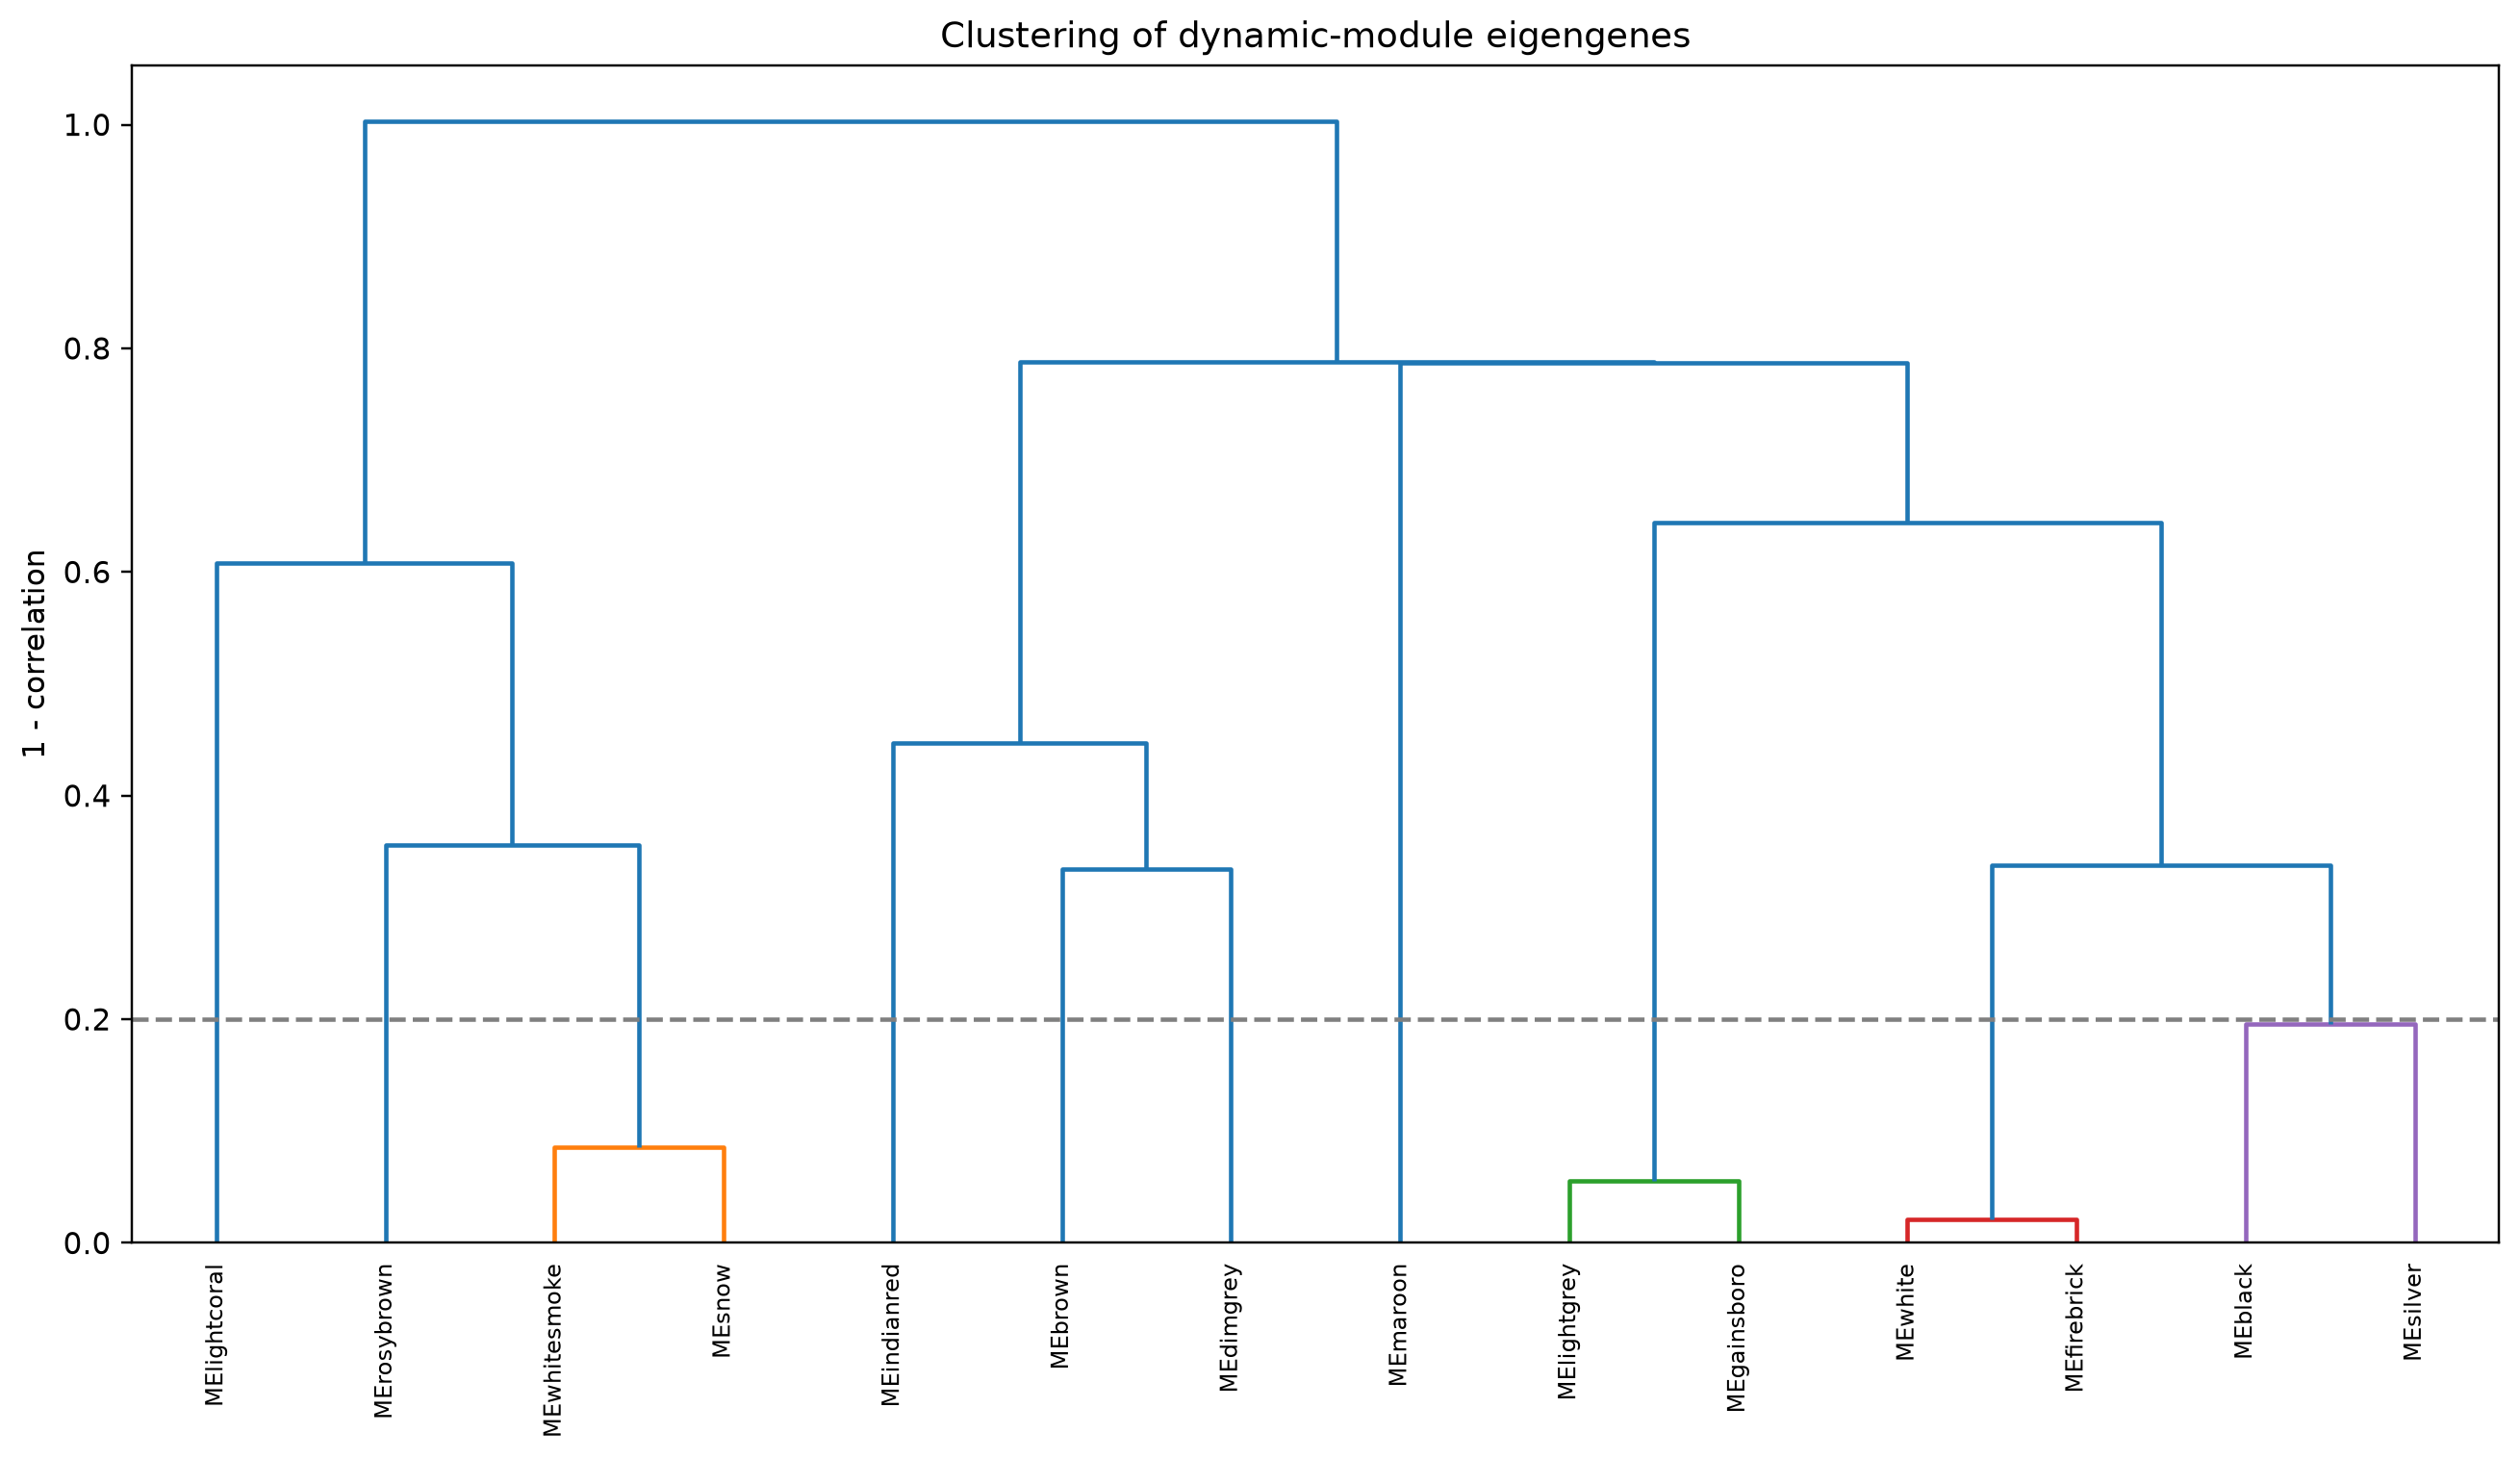 Clustering of dynamic-module eigengenes
1 - correlation
1.0
0.8
0.6
0.4
0.2
0.0
MElightcoral
MErosybrown
MEwhitesmoke
MEsnow
MEindianred
MEbrown
MEdimgrey
MEmaroon
MElightgrey
MEgainsboro
MEwhite
MEfirebrick
MEblack
MEsilver